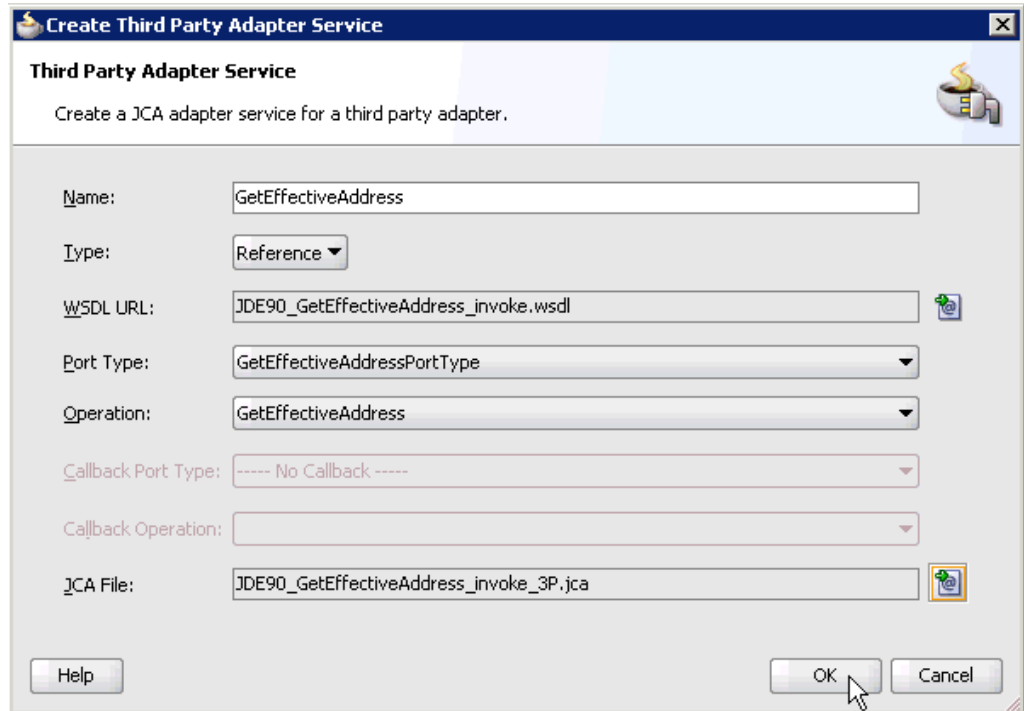 Create Third Party Adapter Service
Third Party Adapter Service
Create a JCA adapter service for a third party adapter.
Name: GetEffectiveAddress
Type: Reference
WSDL URL: JDE90_GetEffectiveAddress_invoke.wsdl
Port Type: GetEffectiveAddressPortType
Operation: GetEffectiveAddress
Callback Port Type: ----- No Callback -----
Callback Operation:
JCA File: JDE90_GetEffectiveAddress_invoke_3P.jca
Help OK Cancel